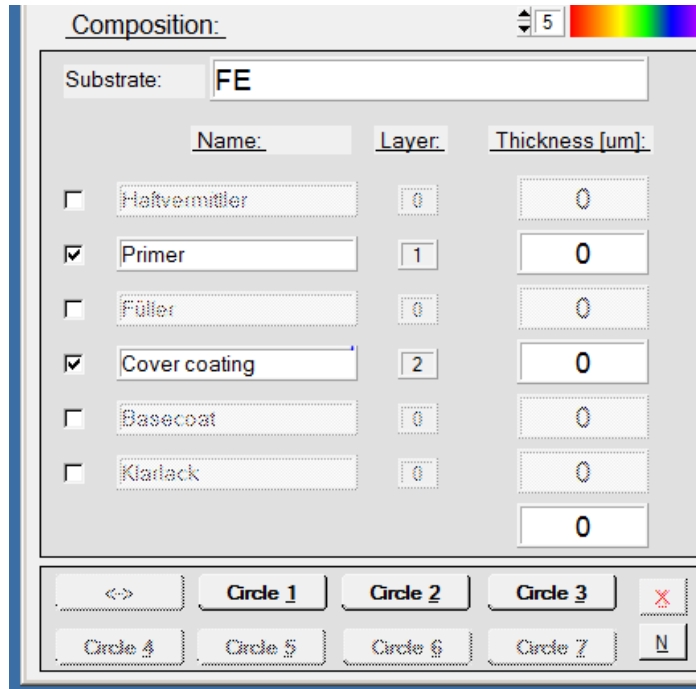 Composition:
5
Substrate: FE
Name: Layer: Thickness [um]:
Haftvermittler 0 0
Primer 1 0
Füller 0 0
Cover coating 2 0
Basecoat 0 0
Klarlack 0 0
0
<-> Circle 1 Circle 2 Circle 3 X
Circle 4 Circle 5 Circle 6 Circle 7 N